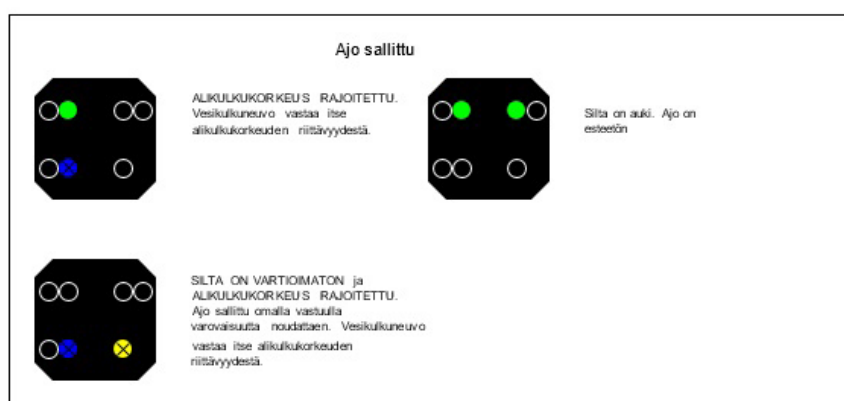 Ajo sallittu
ALIKULKUKORKEUS RAJOITETTU.
Vesikulkuneuvo vastaa itse
alikulkukorkeuden riittävyydestä.
Silta on auki. Ajo on
esteetön
SILTA ON VARTIOIMATON ja
ALIKULKUKORKEUS RAJOITETTU.
Ajo sallittu omalla vastuulla
varovaisuutta noudattaen. Vesikulkuneuvo
vastaa itse alikulkukorkeuden
riittävyydestä.